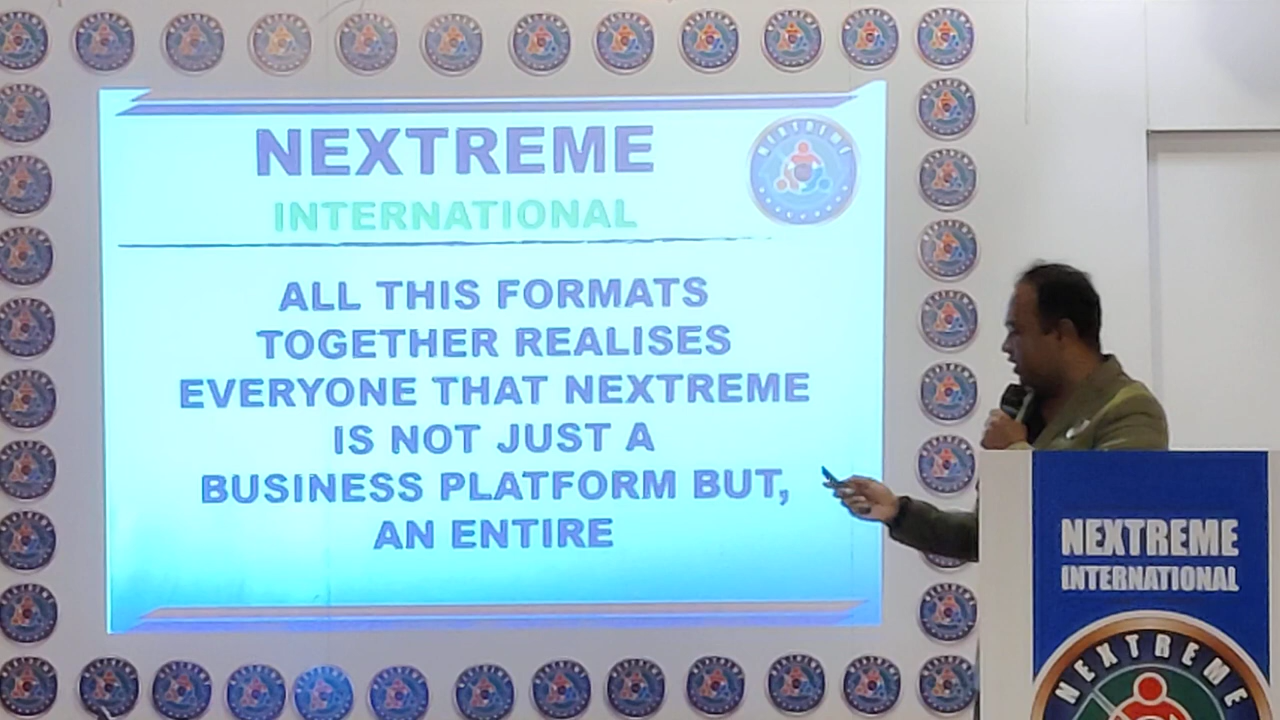 NEXTREME
INTERNATIONAL
NEXTREME
ALL THIS FORMATS
TOGETHER REALISES
EVERYONE THAT NEXTREME
IS NOT JUST A
BUSINESS PLATFORM BUT,
AN ENTIRE
NEXTREME
INTERNATIONAL
NEXTREME